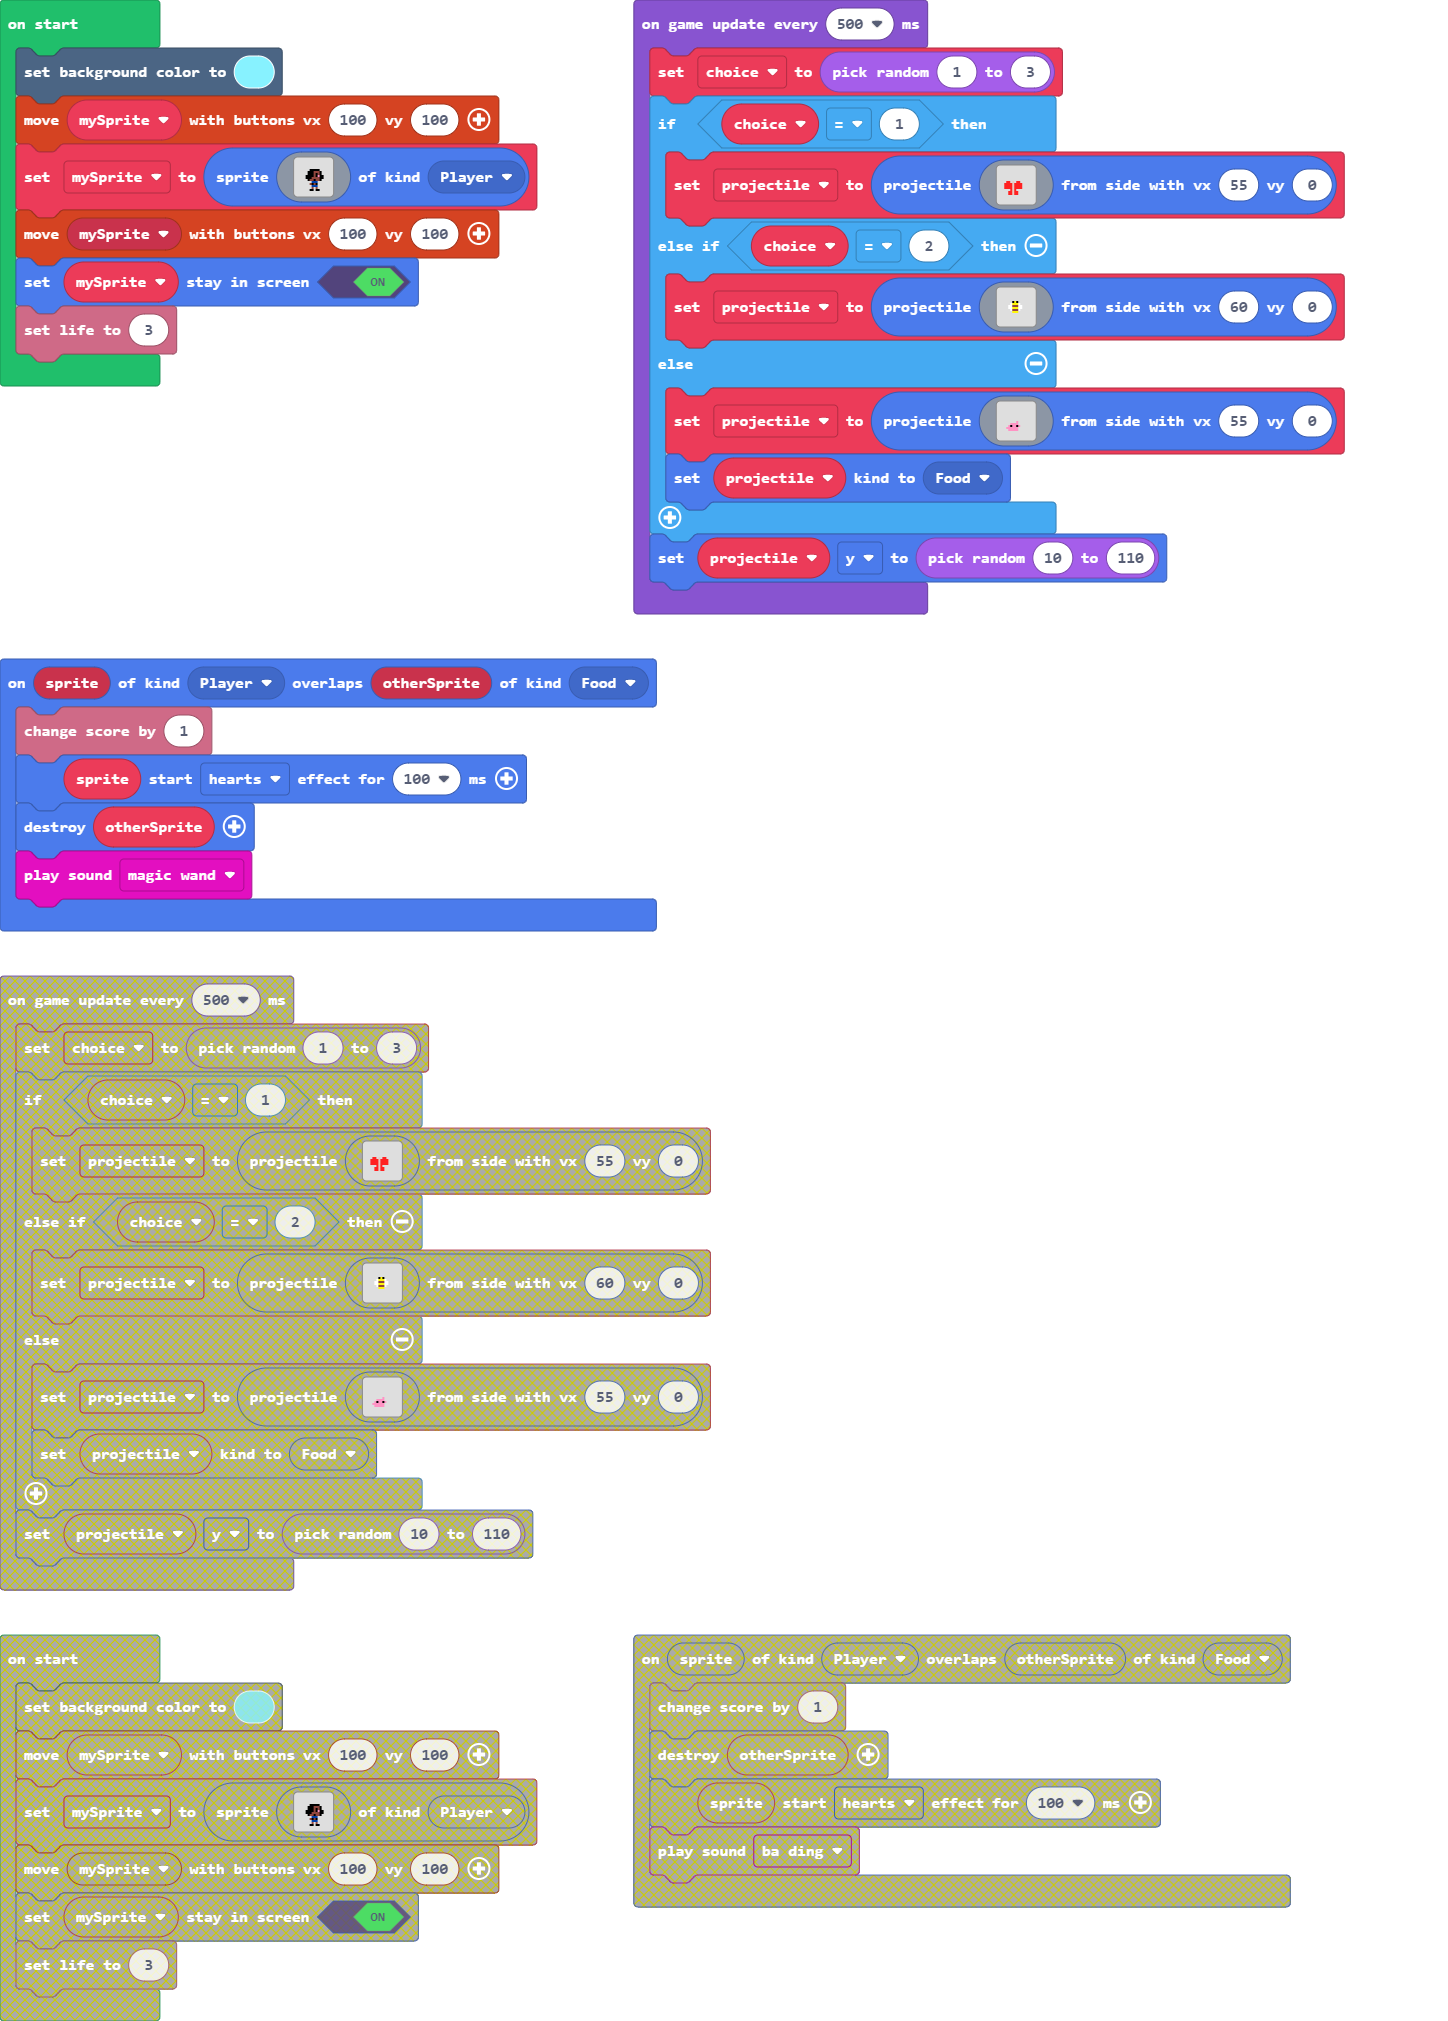 on start
set background color to
move mySprite with buttons vx 100 vy 100
set mySprite to sprite of kind Player
move mySprite with buttons vx 100 vy 100
set mySprite stay in screen ON
set life to 3
on game update every 500 ms
set choice to pick random 1 to 3
if choice = 1 then
set projectile to projectile from side with vx 55 vy 0
else if choice = 2 then
set projectile to projectile from side with vx 60 vy 0
else
set projectile to projectile from side with vx 55 vy 0
set projectile kind to Food
set projectile y to pick random 10 to 110
on sprite of kind Player overlaps otherSprite of kind Food
change score by 1
sprite start hearts effect for 100 ms
destroy otherSprite
play sound magic wand
on game update every 500 ms
set choice to pick random 1 to 3
if choice = 1 then
set projectile to projectile from side with vx 55 vy 0
else if choice = 2 then
set projectile to projectile from side with vx 60 vy 0
else
set projectile to projectile from side with vx 55 vy 0
set projectile kind to Food
set projectile y to pick random 10 to 110
on start
set background color to
move mySprite with buttons vx 100 vy 100
set mySprite to sprite of kind Player
move mySprite with buttons vx 100 vy 100
set mySprite stay in screen ON
set life to 3
on sprite of kind Player overlaps otherSprite of kind Food
change score by 1
destroy otherSprite
sprite start hearts effect for 100 ms
play sound ba ding